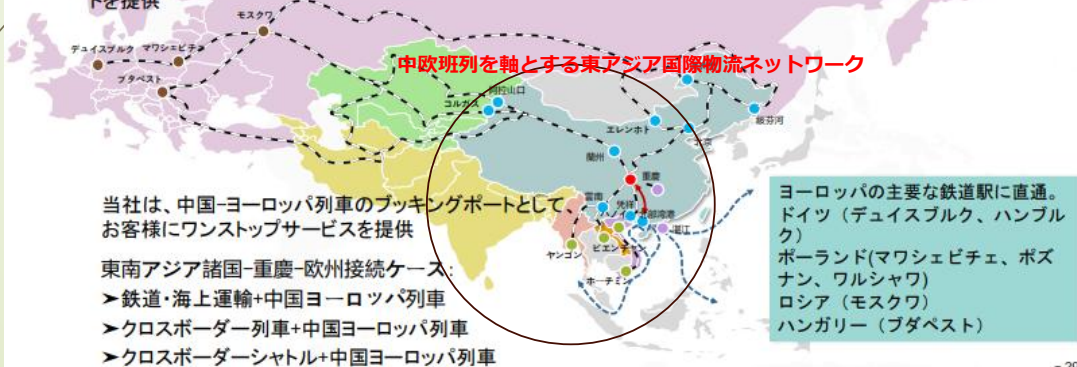 トを提供
モスクワ
デュイスブルク マワシェビチェ
ブダペスト
中欧班列を軸とする東アジア国際物流ネットワーク
阿拉山口
コルガス
エレンホト
綏芬河
北京
蘭州
重慶
雲南
凭祥
ハノイ
湛江
ヤンゴン
ビエンチャン
ホーチミン
当社は、中国-ヨーロッパ列車のブッキングポートとして
お客様にワンストップサービスを提供
東南アジア諸国-重慶-欧州接続ケース:
➤鉄道・海上運輸+中国ヨーロッパ列車
➤クロスボーダー列車+中国ヨーロッパ列車
➤クロスボーダーシャトル+中国ヨーロッパ列車
ヨーロッパの主要な鉄道駅に直通。
ドイツ（デュイスブルク、ハンブル
ク）
ポーランド(マワシェビチェ、ポズ
ナン、ワルシャワ)
ロシア（モスクワ）
ハンガリー（ブダペスト）